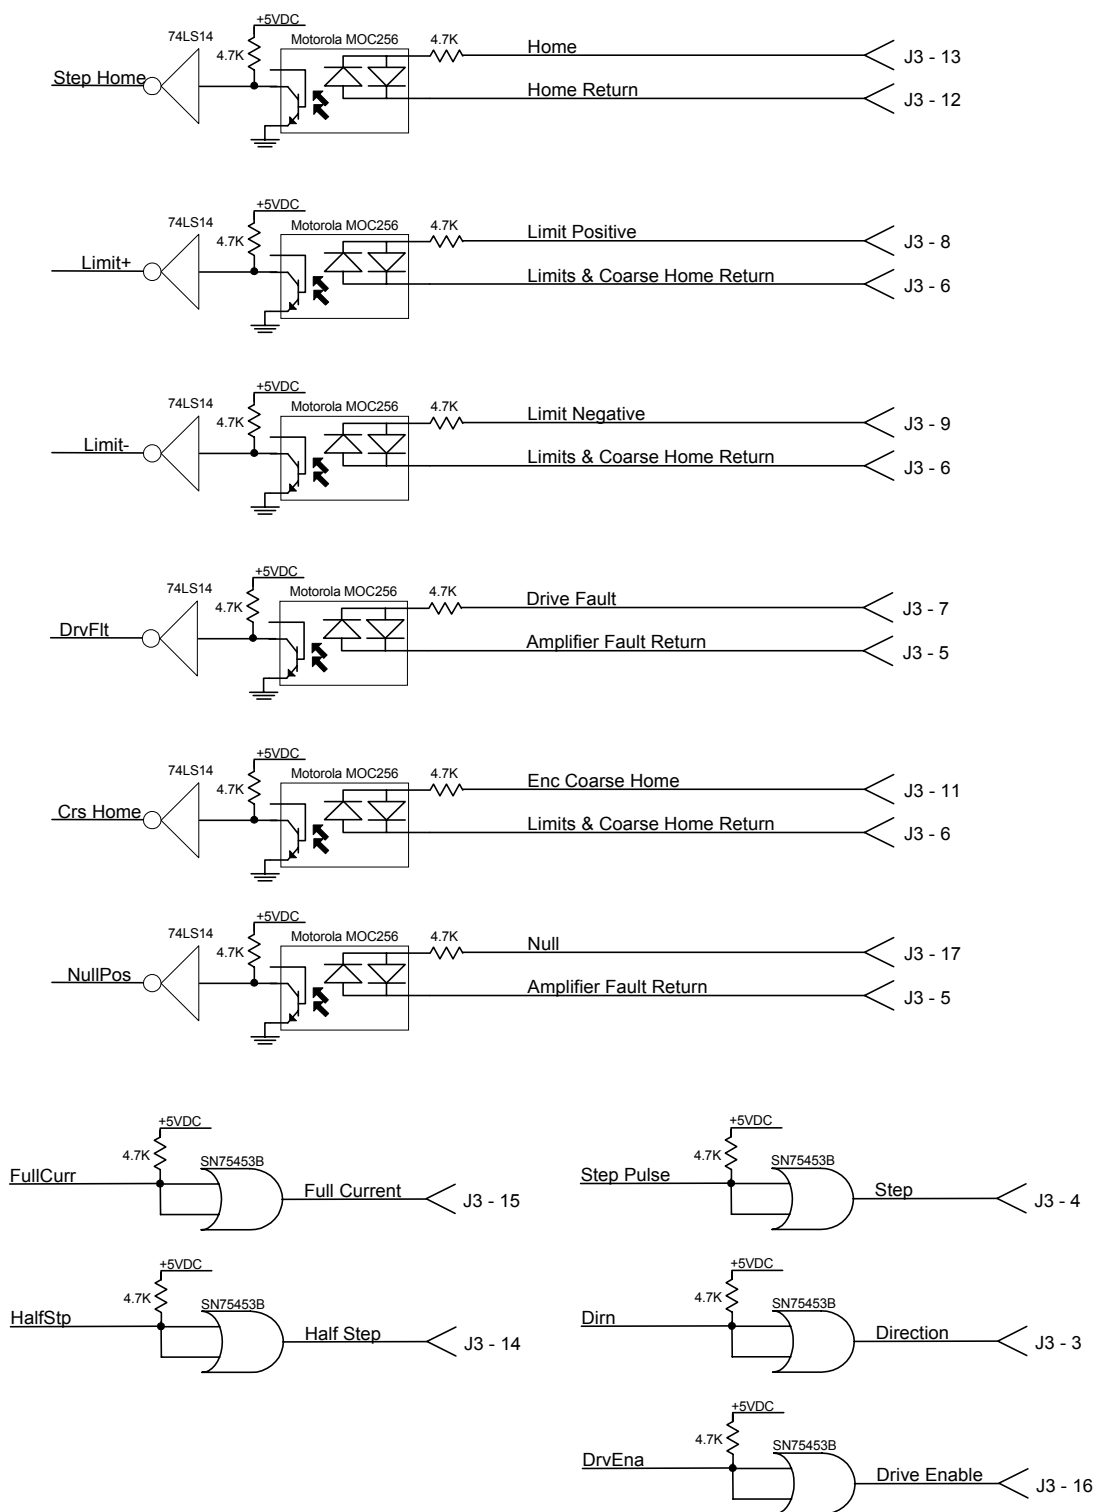 +5VDC
74LS14
4.7K
Motorola MOC256
4.7K
Home
J3 - 13
Step Home
Home Return
J3 - 12
+5VDC
74LS14
4.7K
Motorola MOC256
4.7K
Limit Positive
J3 - 8
Limit+
Limits & Coarse Home Return
J3 - 6
+5VDC
74LS14
4.7K
Motorola MOC256
4.7K
Limit Negative
J3 - 9
Limit-
Limits & Coarse Home Return
J3 - 6
+5VDC
74LS14
4.7K
Motorola MOC256
4.7K
Drive Fault
J3 - 7
DrvFlt
Amplifier Fault Return
J3 - 5
+5VDC
74LS14
4.7K
Motorola MOC256
4.7K
Enc Coarse Home
J3 - 11
Crs Home
Limits & Coarse Home Return
J3 - 6
+5VDC
74LS14
4.7K
Motorola MOC256
4.7K
Null
J3 - 17
NullPos
Amplifier Fault Return
J3 - 5
+5VDC
4.7K
SN75453B
FullCurr
Full Current
J3 - 15
+5VDC
4.7K
SN75453B
Step Pulse
Step
J3 - 4
+5VDC
4.7K
SN75453B
HalfStp
Half Step
J3 - 14
+5VDC
4.7K
SN75453B
Dirn
Direction
J3 - 3
+5VDC
4.7K
SN75453B
DrvEna
Drive Enable
J3 - 16